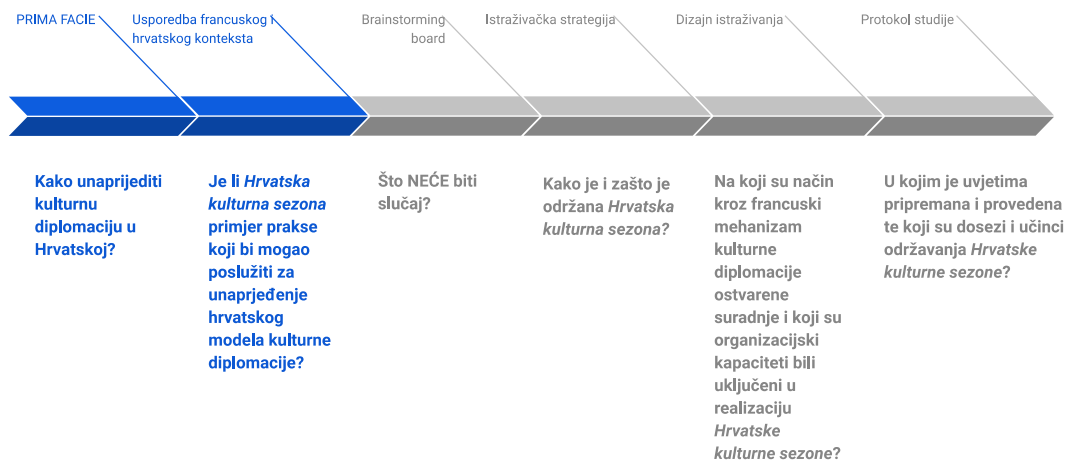 PRIMA FACIE
Usporedba francuskog i
hrvatskog konteksta
Brainstorming
board
Istraživačka strategija
Dizajn istraživanja
Protokol studije
Kako unaprijediti
kulturnu
diplomaciju u
Hrvatskoj?
Je li Hrvatska
kulturna sezona
primjer prakse
koji bi mogao
poslužiti za
unaprjeđenje
hrvatskog
modela kulturne
diplomacije?
Što NEĆE biti
slučaj?
Kako je i zašto je
održana Hrvatska
kulturna sezona?
Na koji su način
kroz francuski
mehanizam
kulturne
diplomacije
ostvarene
suradnje i koji su
organizacijski
kapaciteti bili
uključeni u
realizaciju
Hrvatske
kulturne sezone?
U kojim je uvjetima
pripremana i provedena
te koji su dosezi i učinci
održavanja Hrvatske
kulturne sezone?